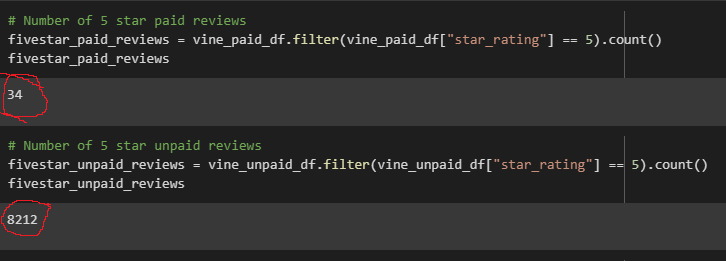 # Number of 5 star paid reviews
fivestar_paid_reviews = vine_paid_df.filter(vine_paid_df["star_rating"] == 5).count()
fivestar_paid_reviews
34
# Number of 5 star unpaid reviews
fivestar_unpaid_reviews = vine_unpaid_df.filter(vine_unpaid_df["star_rating"] == 5).count()
fivestar_unpaid_reviews
8212